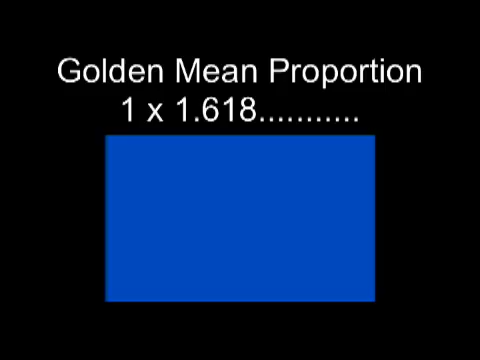 Golden Mean Proportion
1 x 1.618...........